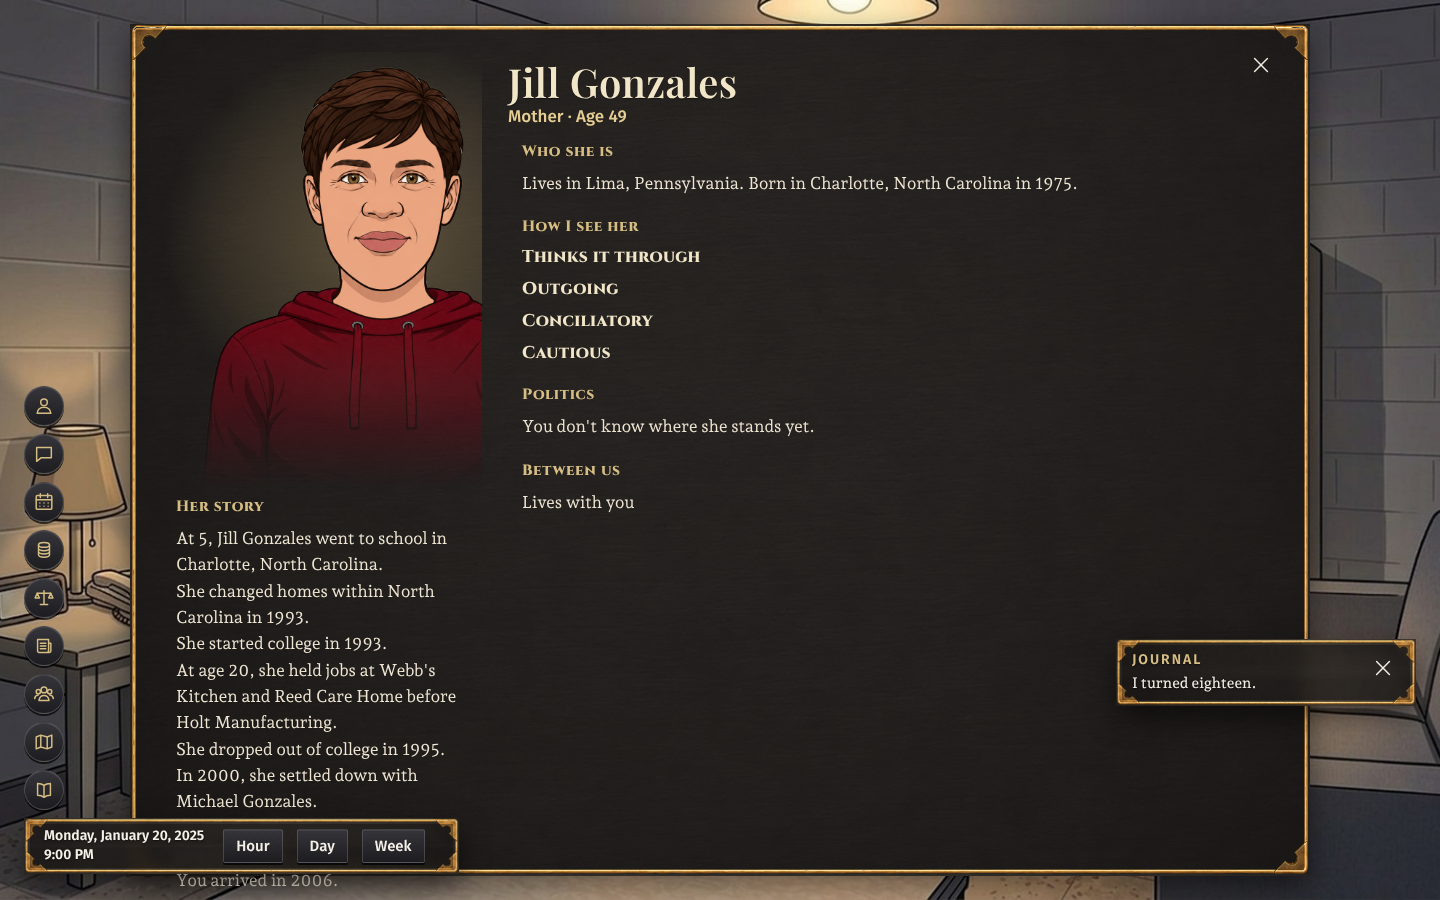 Jill Gonzales
Mother · Age 49
Who she is
Lives in Lima, Pennsylvania. Born in Charlotte, North Carolina in 1975.
How I see her
Thinks it through
Outgoing
Conciliatory
Cautious
Politics
You don't know where she stands yet.
Between us
Lives with you
Her story
At 5, Jill Gonzales went to school in
Charlotte, North Carolina.
She changed homes within North
Carolina in 1993.
She started college in 1993.
At age 20, she held jobs at Webb's
Kitchen and Reed Care Home before
Holt Manufacturing.
She dropped out of college in 1995.
In 2000, she settled down with
Michael Gonzales.
You arrived in 2006.
JOURNAL
I turned eighteen.
Monday, January 20, 2025
9:00 PM
Hour
Day
Week